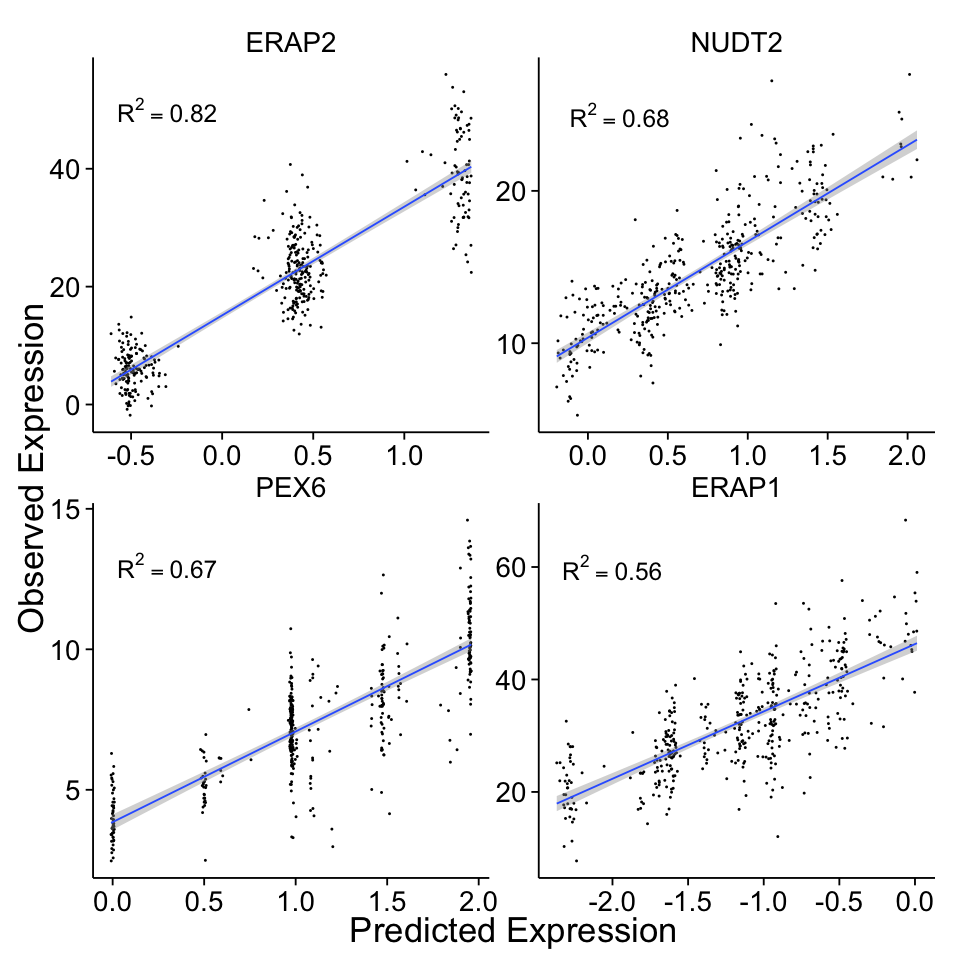 ERAP2
R² = 0.82
40
20
0
-0.5 0.0 0.5 1.0
NUDT2
R² = 0.68
20
10
0.0 0.5 1.0 1.5 2.0
PEX6
R² = 0.67
15
10
5
0.0 0.5 1.0 1.5 2.0
ERAP1
R² = 0.56
60
40
20
-2.0 -1.5 -1.0 -0.5 0.0
Observed Expression
Predicted Expression